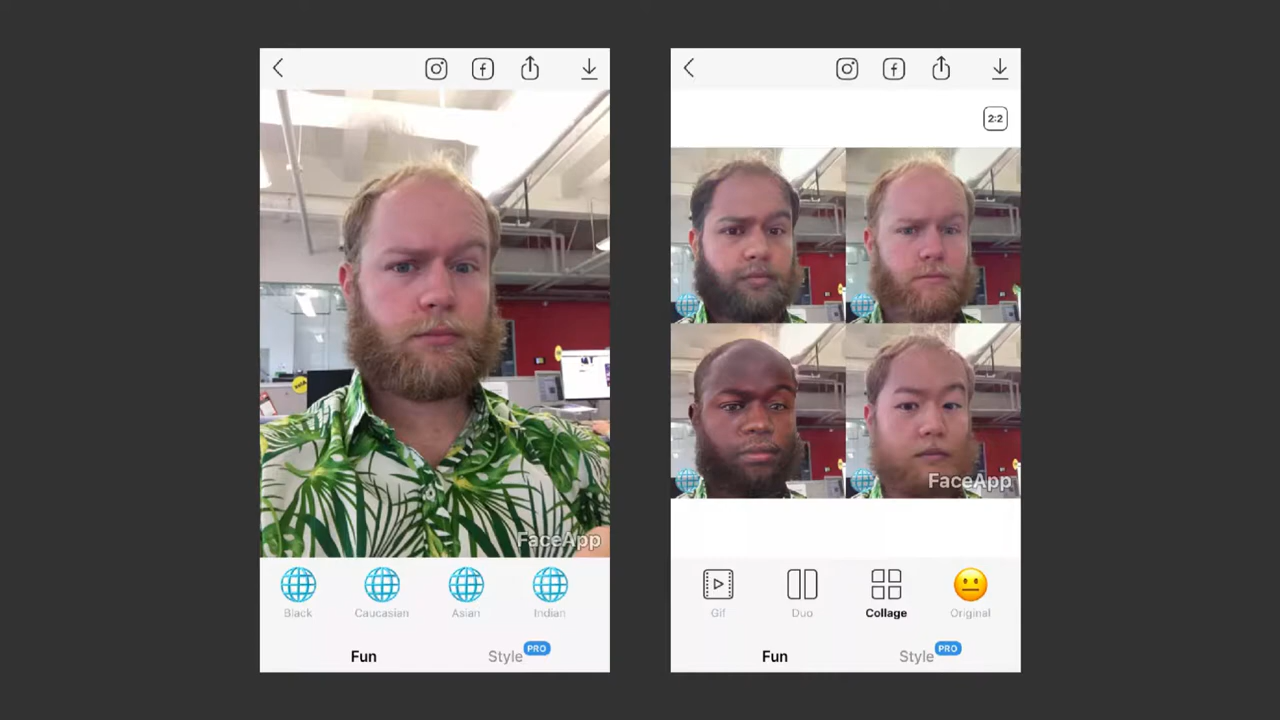 FaceApp
Black Caucasian Asian Indian
Fun Style PRO
2:2
FaceApp
Gif Duo Collage Original
Fun Style PRO